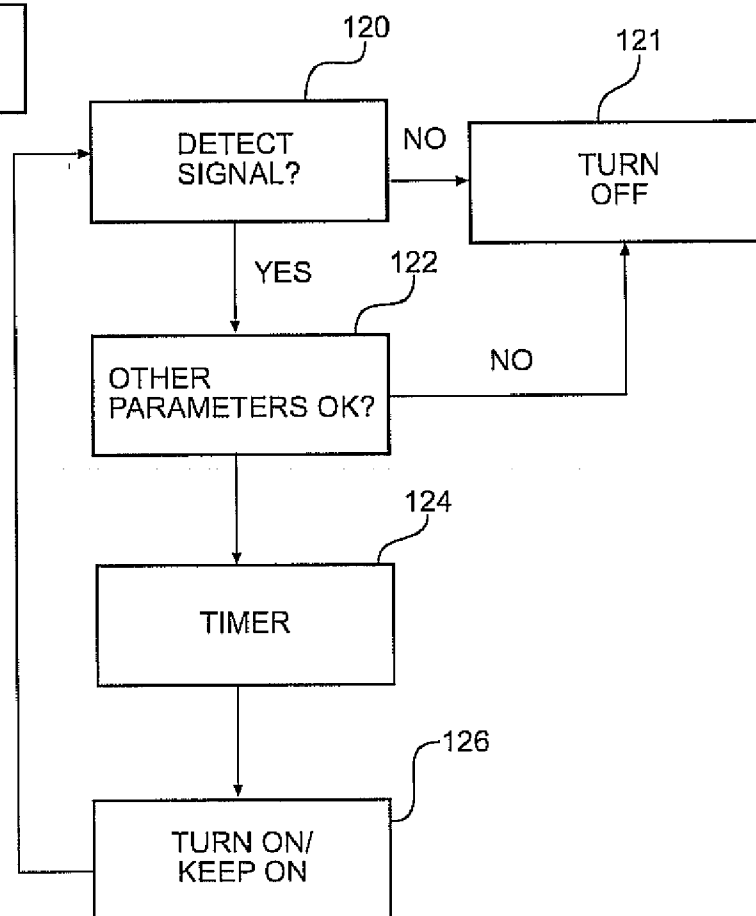 120
121
DETECT
SIGNAL?
NO
TURN
OFF
YES
122
OTHER
PARAMETERS OK?
NO
124
TIMER
126
TURN ON/
KEEP ON